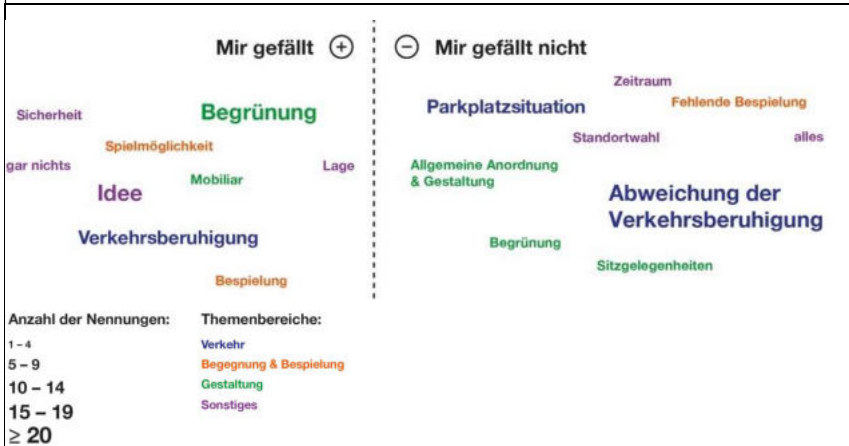 Mir gefällt +
− Mir gefällt nicht
Sicherheit
Begrünung
Spielmöglichkeit
gar nichts
Lage
Mobiliar
Idee
Verkehrsberuhigung
Bespielung
Zeitraum
Parkplatzsituation
Fehlende Bespielung
Standortwahl
alles
Allgemeine Anordnung
& Gestaltung
Abweichung der
Verkehrsberuhigung
Begrünung
Sitzgelegenheiten
Anzahl der Nennungen:
1 – 4
5 – 9
10 – 14
15 – 19
≥ 20
Themenbereiche:
Verkehr
Begegnung & Bespielung
Gestaltung
Sonstiges